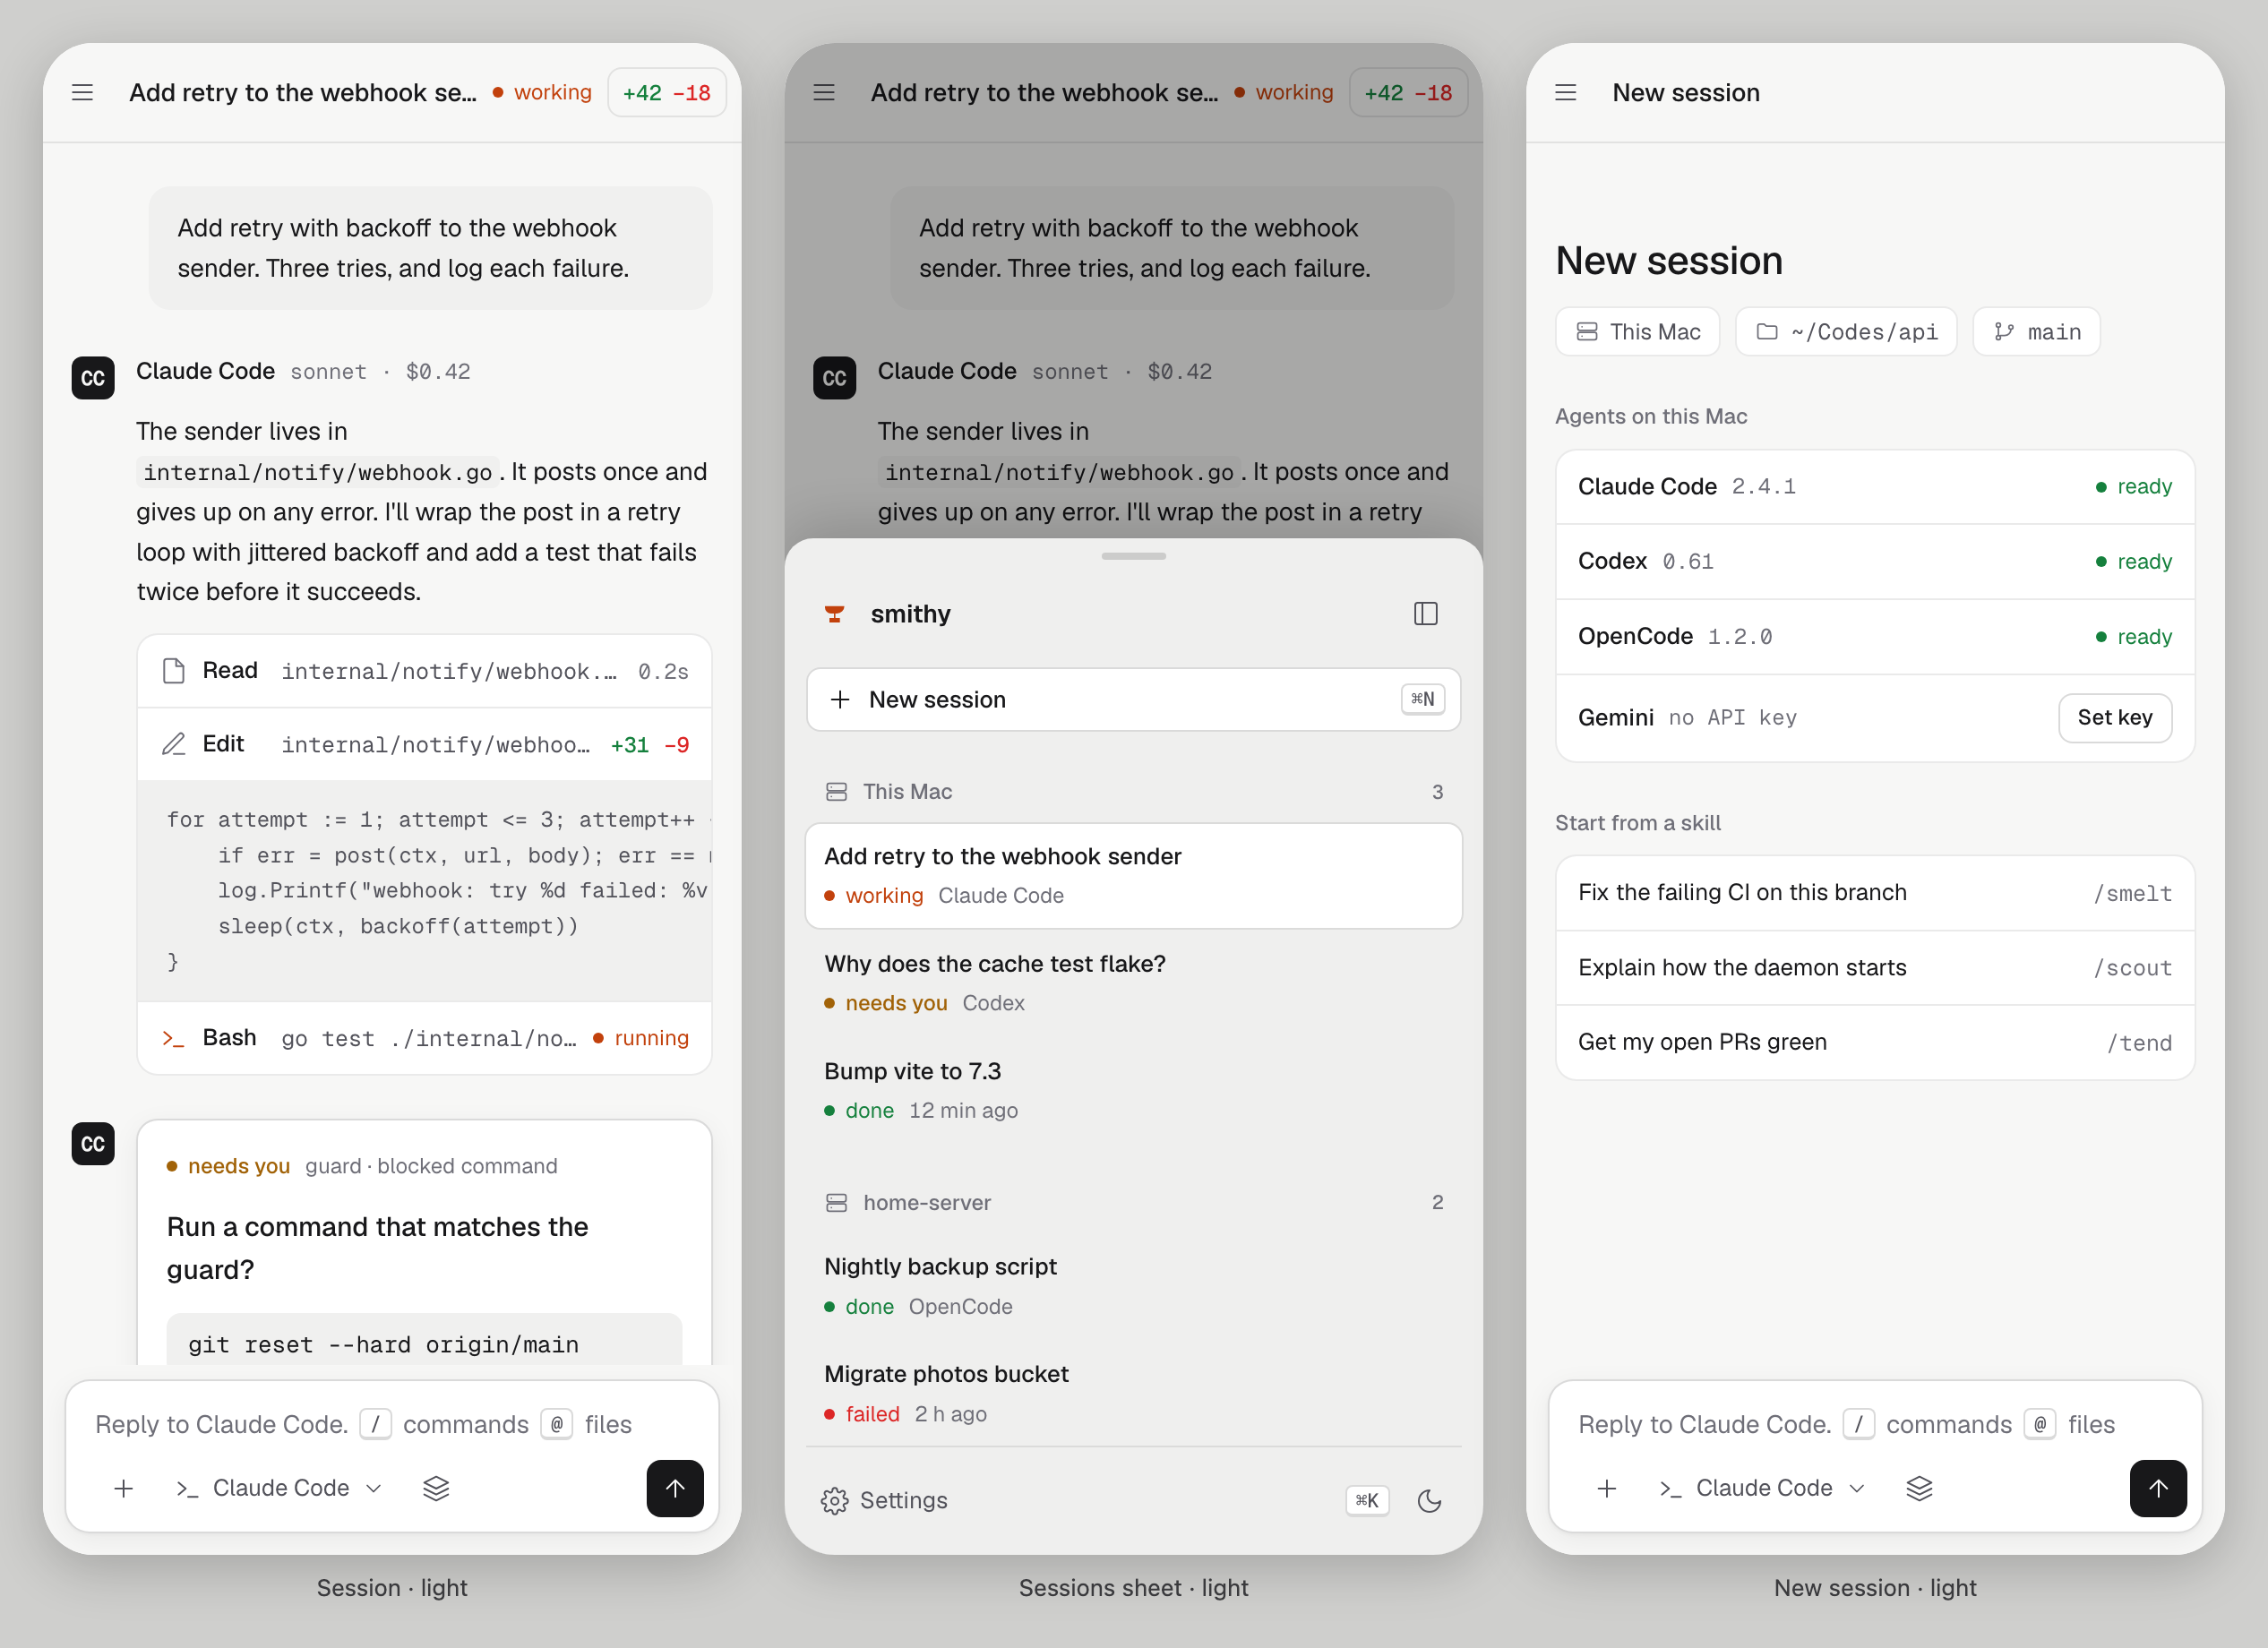 Add retry to the webhook se… working +42 −18
Add retry with backoff to the webhook
sender. Three tries, and log each failure.
CC Claude Code sonnet · $0.42
The sender lives in
internal/notify/webhook.go. It posts once and
gives up on any error. I'll wrap the post in a retry
loop with jittered backoff and add a test that fails
twice before it succeeds.
Read internal/notify/webhook.… 0.2s
Edit internal/notify/webhoo… +31 −9
for attempt := 1; attempt <= 3; attempt++
if err = post(ctx, url, body); err ==
log.Printf("webhook: try %d failed: %v
sleep(ctx, backoff(attempt))
}
Bash go test ./internal/no… running
CC needs you guard · blocked command
Run a command that matches the
guard?
git reset --hard origin/main
Reply to Claude Code. / commands @ files
Claude Code
Session · light
Add retry to the webhook se… working +42 −18
Add retry with backoff to the webhook
sender. Three tries, and log each failure.
CC Claude Code sonnet · $0.42
The sender lives in
internal/notify/webhook.go. It posts once and
gives up on any error. I'll wrap the post in a retry
smithy
New session ⌘N
This Mac 3
Add retry to the webhook sender
working Claude Code
Why does the cache test flake?
needs you Codex
Bump vite to 7.3
done 12 min ago
home-server 2
Nightly backup script
done OpenCode
Migrate photos bucket
failed 2 h ago
Settings ⌘K
Sessions sheet · light
New session
New session
This Mac ~/Codes/api main
Agents on this Mac
Claude Code 2.4.1 ready
Codex 0.61 ready
OpenCode 1.2.0 ready
Gemini no API key Set key
Start from a skill
Fix the failing CI on this branch /smelt
Explain how the daemon starts /scout
Get my open PRs green /tend
Reply to Claude Code. / commands @ files
Claude Code
New session · light